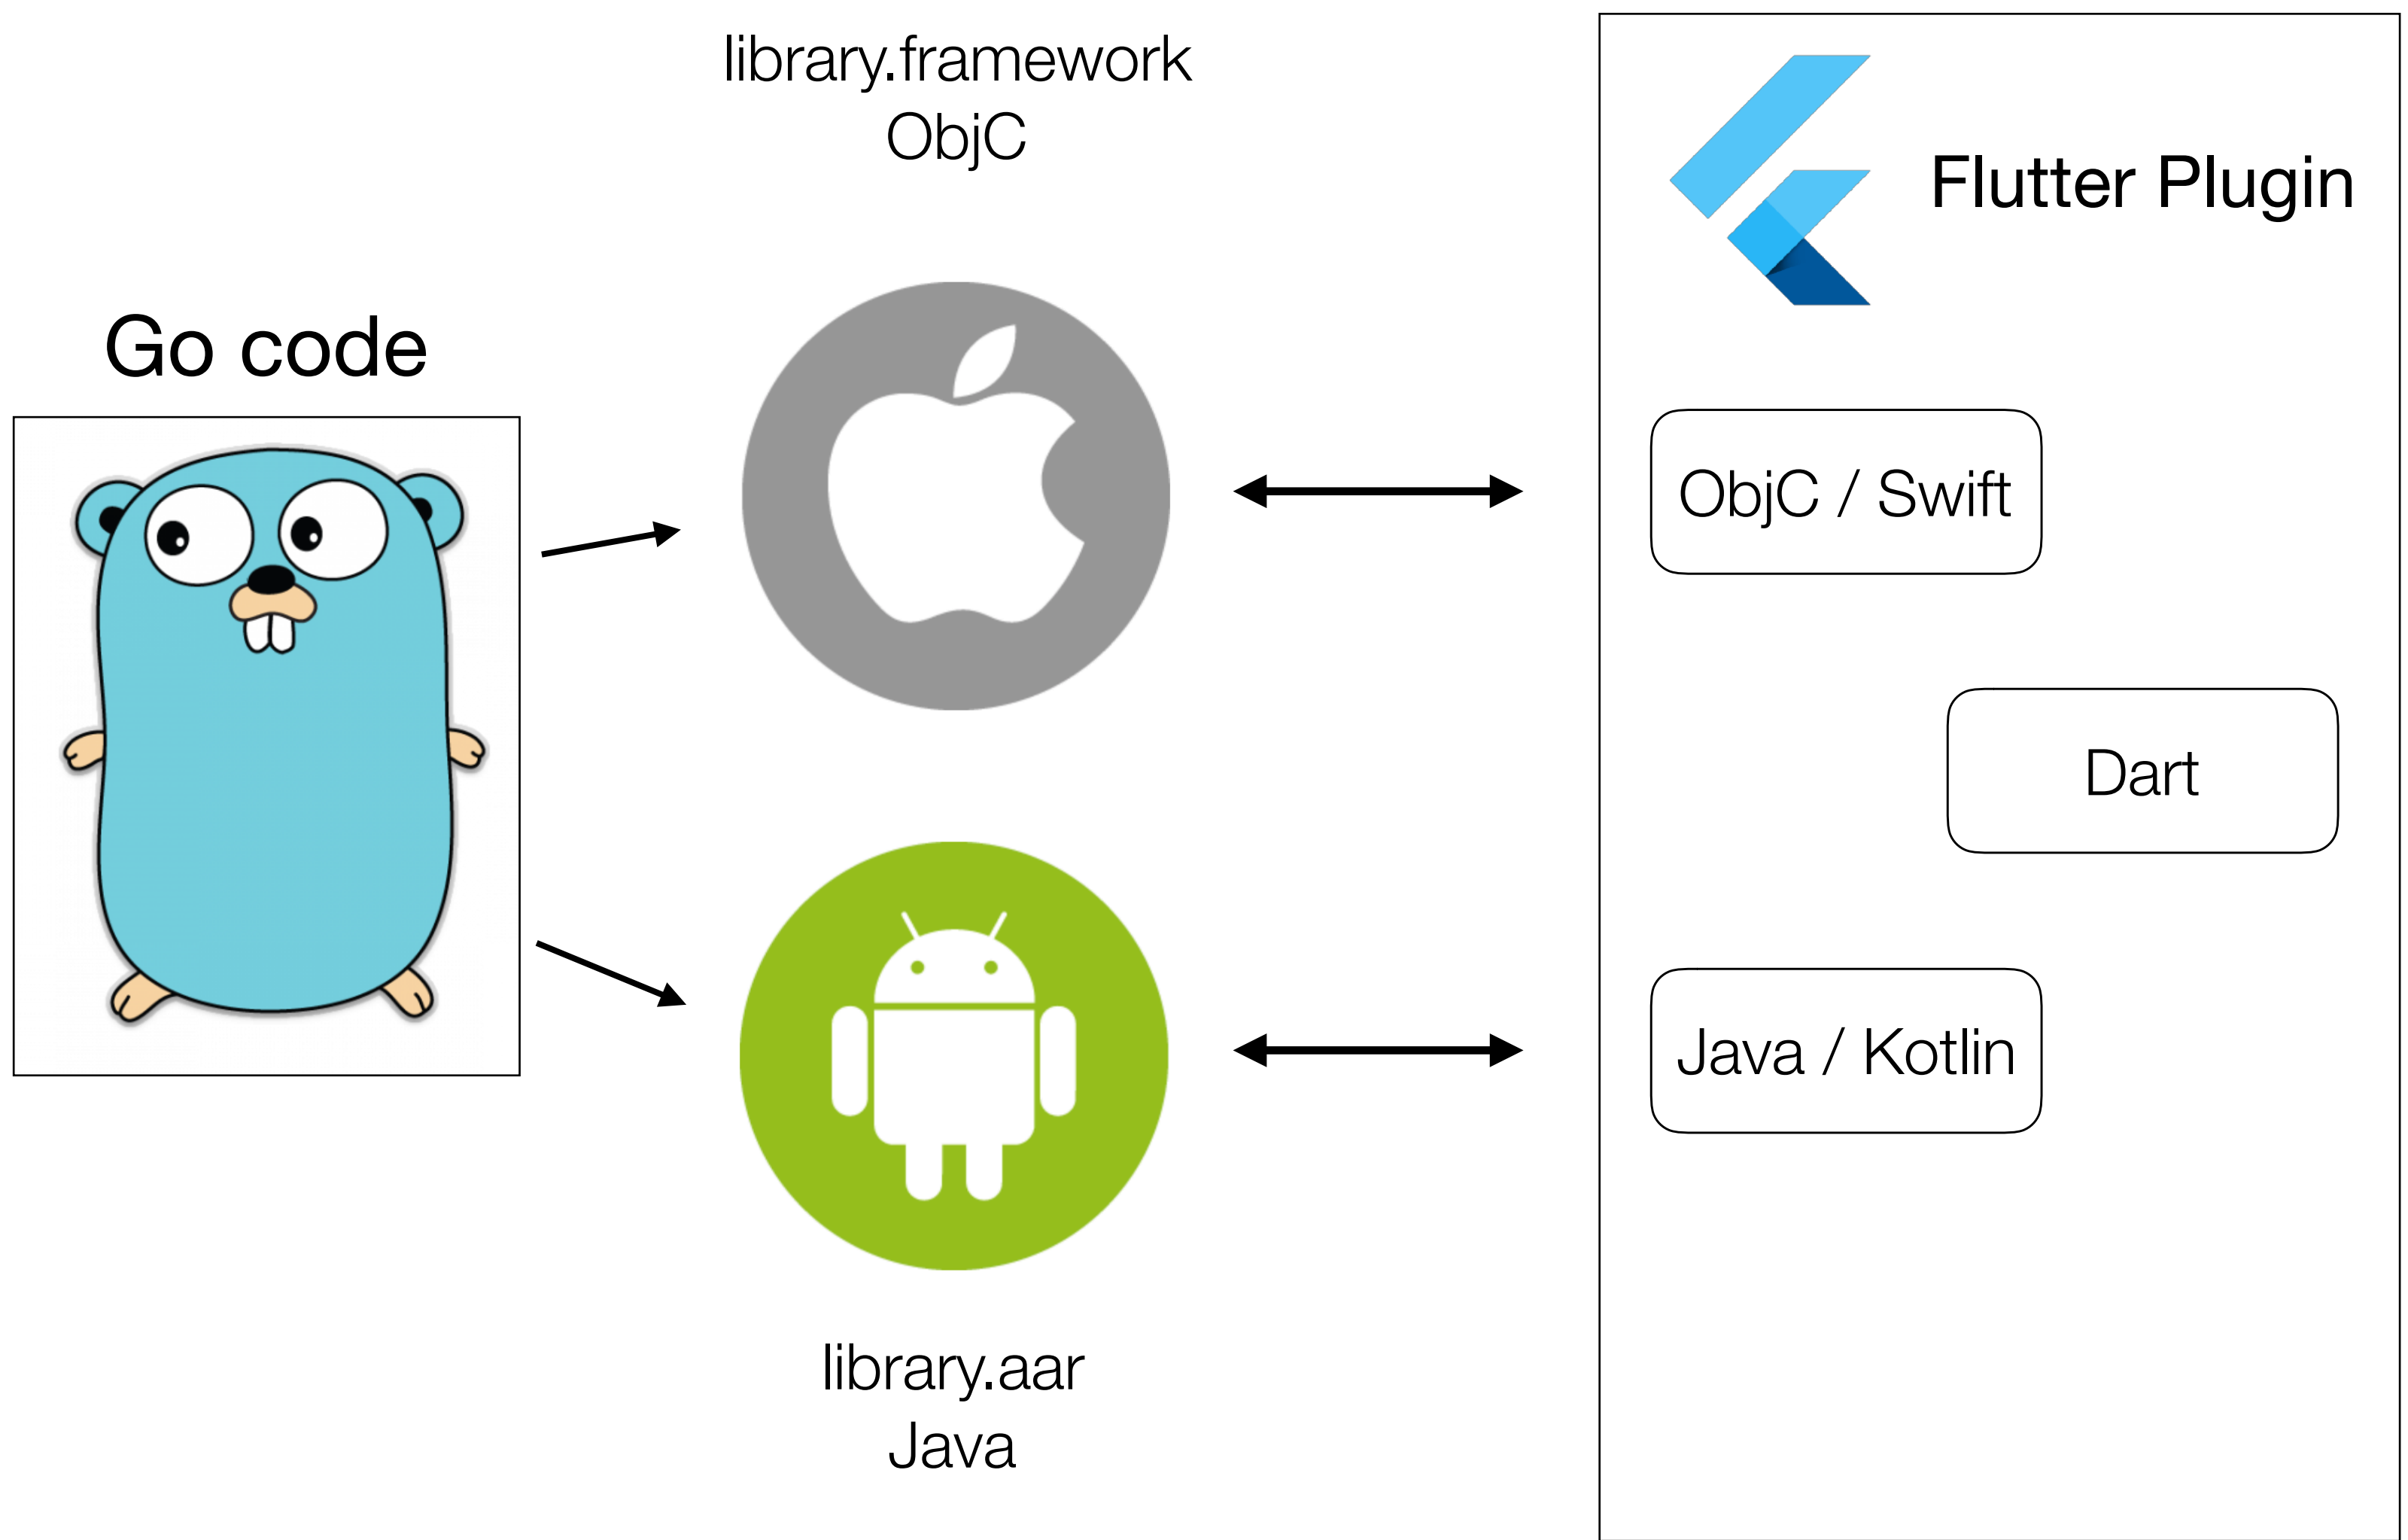 library.framework
ObjC
Flutter Plugin
Go code
ObjC / Swift
Dart
Java / Kotlin
library.aar
Java